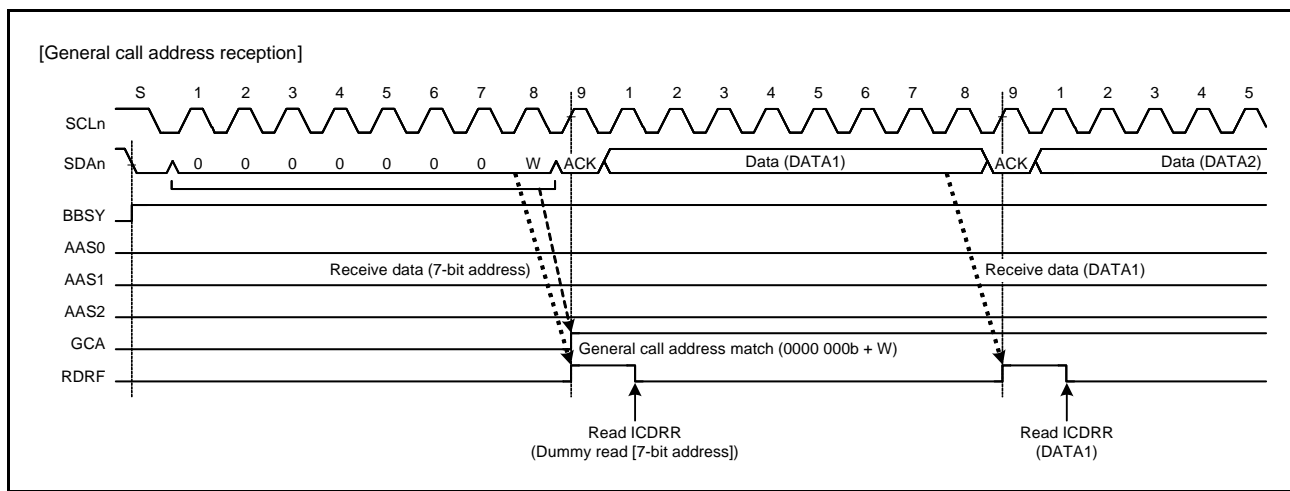 [General call address reception]
S 1 2 3 4 5 6 7 8 9 1 2 3 4 5 6 7 8 9 1 2 3 4 5
SCLn
SDAn 0 0 0 0 0 0 0 W ACK Data (DATA1) ACK Data (DATA2)
BBSY
AAS0
Receive data (7-bit address) Receive data (DATA1)
AAS1
AAS2
GCA
General call address match (0000 000b + W)
RDRF
Read ICDRR Read ICDRR
(Dummy read [7-bit address]) (DATA1)